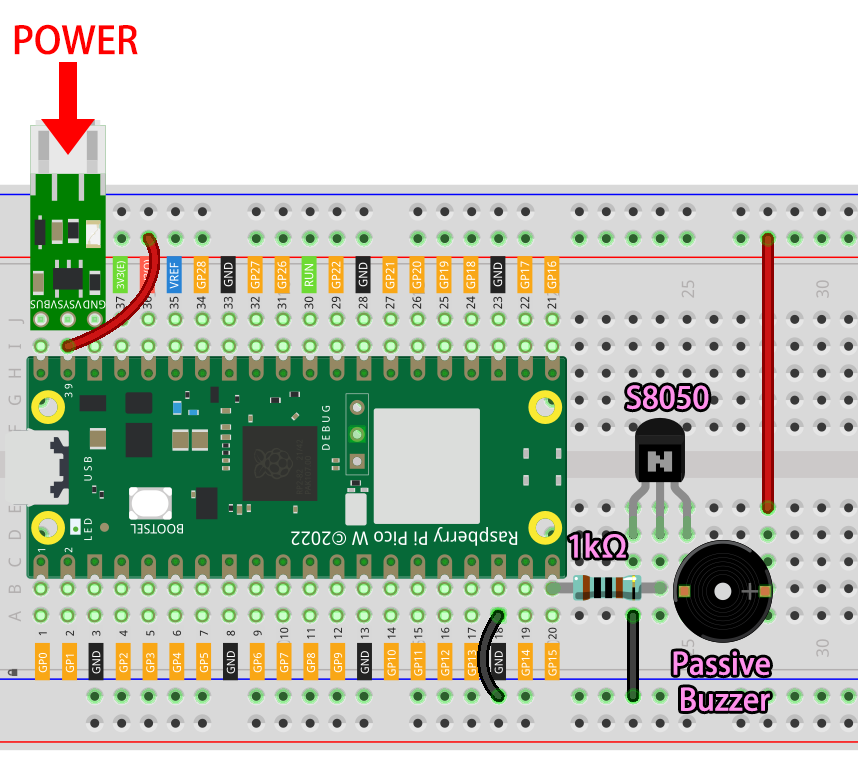 POWER
3V3(E)
VREF
GP28
GND
GP27
GP26
RUN
GP22
GND
GP21
GP20
GP19
GP18
GND
GP17
GP16
VBUS
VSYS
GND
37
36
35
34
33
32
31
30
29
28
27
26
25
24
23
22
21
25
30
J
I
H
G
F
39
DEBUG
USB
S8050
N
BOOTSEL
LED
Raspberry Pi Pico W ©2022
E
D
C
B
A
1
2
1kΩ
+
1
2
3
4
5
6
7
8
9
10
11
12
13
14
15
16
17
18
19
20
30
GP0
GP1
GND
GP2
GP3
GP4
GP5
GND
GP6
GP7
GP8
GP9
GND
GP10
GP11
GP12
GP13
GND
GP14
GP15
Passive
Buzzer